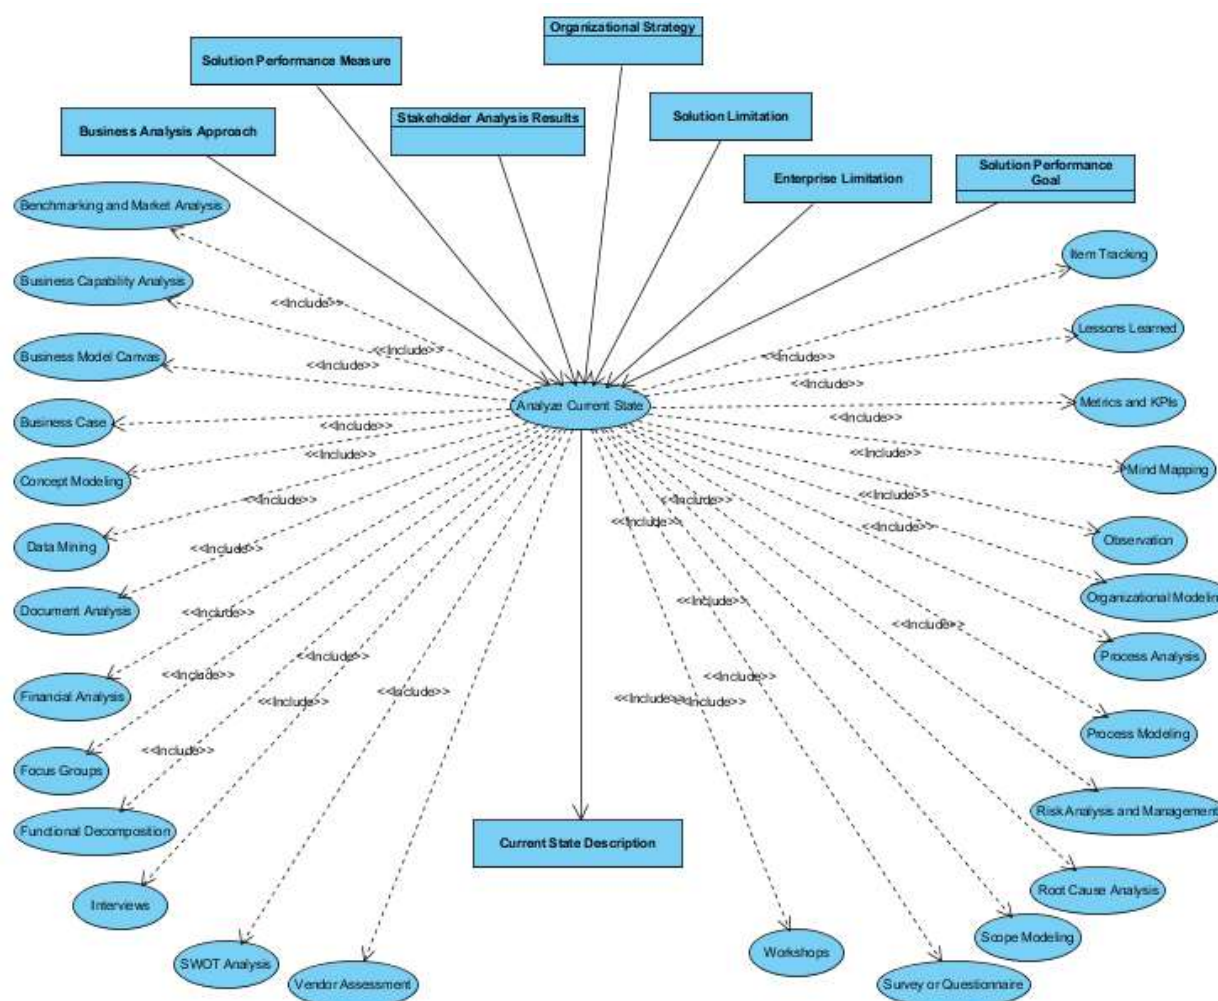 Organizational Strategy
Solution Performance Measure
Stakeholder Analysis Results
Solution Limitation
Business Analysis Approach
Enterprise Limitation
Solution Performance
Goal
Benchmarking and Market Analysis
Item Tracking
Business Capability Analysis
<<Include>>
Lessons Learned
<<Include>>
<<Include>>
Business Model Canvas
<<Include>>
<<Include>>
Analyze Current State
Metrics and KPIs
Business Case
<<Include>>
<<Include>>
<<Include>>
Concept Modeling
Mind Mapping
<<Include>>
<<Include>>
<<Include>>
<<Include>>
<<Include>>
Data Mining
Observation
<<Include>>
<<Include>>
Document Analysis
Organizational Modelin
<<Include>>
<<Include>>
<<Include>>
<<Include>>
<<Include>>
Process Analysis
<<Include>>
<<Include>>
<<Include>>
Financial Analysis
<<Include>>
<<Include>>
<<Include>>
Process Modeling
<<Include>>
Focus Groups
Functional Decomposition
Risk Analysis and Management
Current State Description
Interviews
Root Cause Analysis
Scope Modeling
SWOT Analysis
Workshops
Vendor Assessment
Survey or Questionnaire